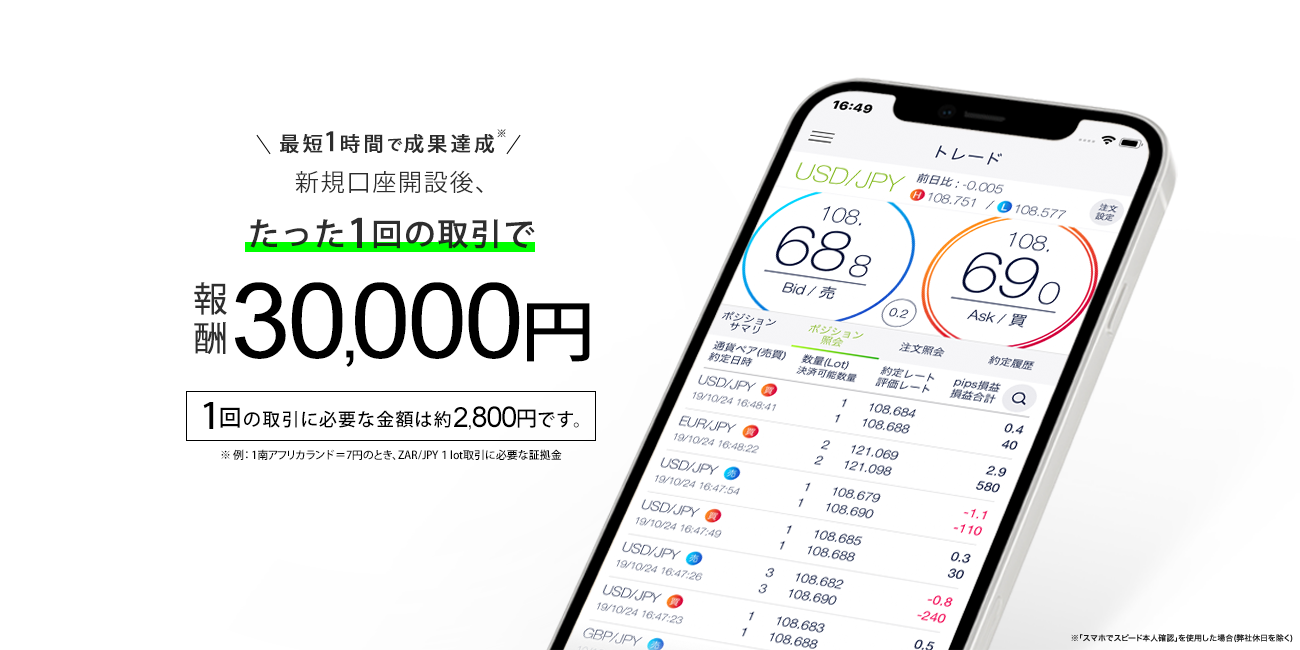 \ 最短1時間で成果達成※ /
新規口座開設後、
たった1回の取引で
報酬30,000円
1回の取引に必要な金額は約2,800円です。
※ 例：1南アフリカランド＝7円のとき、ZAR/JPY 1 lot取引に必要な証拠金
16:49
トレード
USD/JPY 前日比 : -0.005
H 108.751 / L 108.577
注文
設定
108.
68 8
Bid / 売
0.2
108.
69 0
Ask / 買
ポジション
サマリ
ポジション
照会
注文照会
約定履歴
通貨ペア(売買)
約定日時
数量(Lot)
決済可能数量
約定レート
評価レート
pips損益
損益合計
USD/JPY 買 1 108.684 0.4
19/10/24 16:48:41 1 108.688 40
EUR/JPY 買 2 121.069 2.9
19/10/24 16:48:22 2 121.098 580
USD/JPY 売 1 108.679 -1.1
19/10/24 16:47:54 1 108.690 -110
USD/JPY 買 1 108.685 0.3
19/10/24 16:47:49 1 108.688 30
USD/JPY 売 3 108.682 -0.8
19/10/24 16:47:26 3 108.690 -240
USD/JPY 買 1 108.683 0.5
19/10/24 16:47:23 1 108.688
GBP/JPY 売
※「スマホでスピード本人確認」を使用した場合(弊社休日を除く)